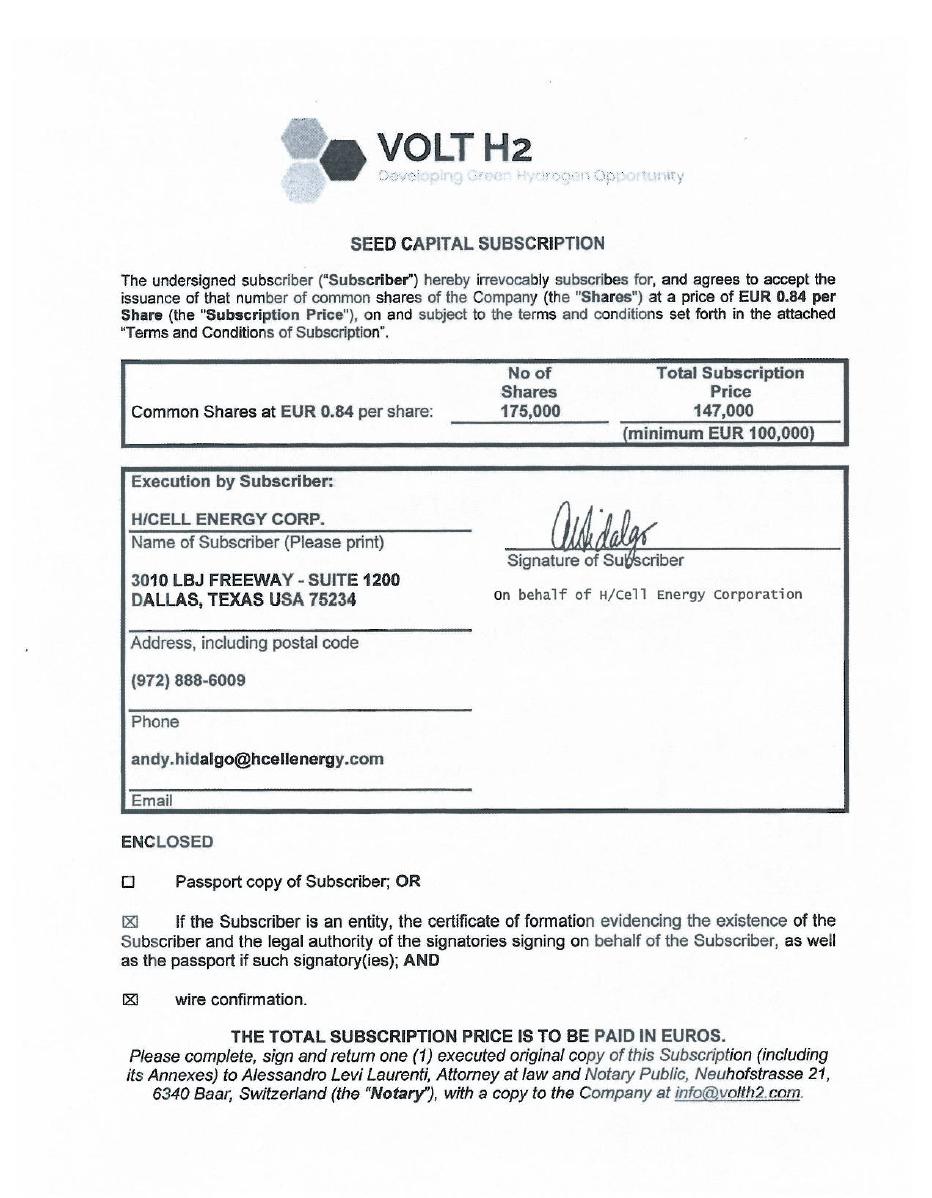 VOLT H2
Developing Green Hydrogen Opportunity
SEED CAPITAL SUBSCRIPTION
The undersigned subscriber ("Subscriber") hereby irrevocably subscribes for, and agrees to accept the
issuance of that number of common shares of the Company (the "Shares") at a price of EUR 0.84 per
Share (the "Subscription Price"), on and subject to the terms and conditions set forth in the attached
"Terms and Conditions of Subscription".
No of Total Subscription
Shares Price
Common Shares at EUR 0.84 per share: 175,000 147,000
(minimum EUR 100,000)
Execution by Subscriber:
H/CELL ENERGY CORP.
Name of Subscriber (Please print)
3010 LBJ FREEWAY - SUITE 1200
DALLAS, TEXAS USA 75234
Address, including postal code
(972) 888-6009
Phone
andy.hidalgo@hcellenergy.com
Email
AHidalgo
Signature of Subscriber
On behalf of H/Cell Energy Corporation
ENCLOSED
☐ Passport copy of Subscriber; OR
☒ If the Subscriber is an entity, the certificate of formation evidencing the existence of the
Subscriber and the legal authority of the signatories signing on behalf of the Subscriber, as well
as the passport if such signatory(ies); AND
☒ wire confirmation.
THE TOTAL SUBSCRIPTION PRICE IS TO BE PAID IN EUROS.
Please complete, sign and return one (1) executed original copy of this Subscription (including
its Annexes) to Alessandro Levi Laurenti, Attorney at law and Notary Public, Neuhofstrasse 21,
6340 Baar, Switzerland (the "Notary"), with a copy to the Company at info@volth2.com.